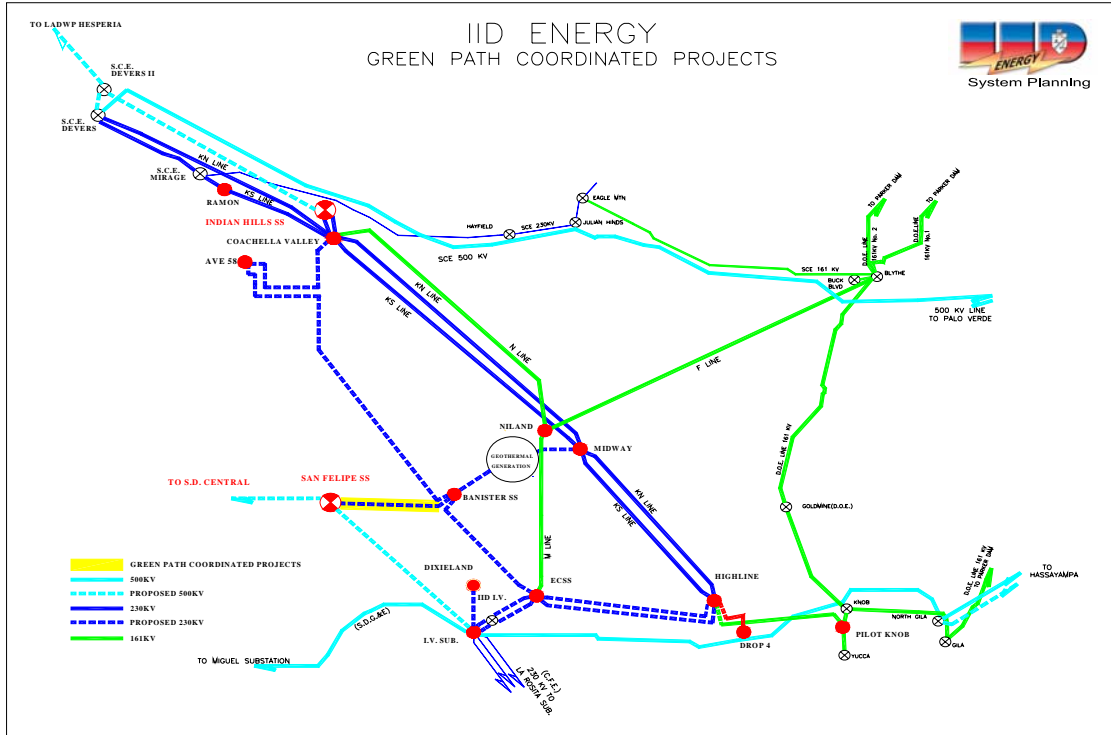 IID ENERGY
GREEN PATH COORDINATED PROJECTS
IID
ENERGY
System Planning
TO LADWP HESPERIA
S.C.E.
DEVERS II
S.C.E.
DEVERS
KN LINE
S.C.E.
MIRAGE
KS LINE
RAMON
INDIAN HILLS SS
COACHELLA VALLEY
AVE 58
EAGLE MTN
HAYFIELD
SCE 230KV
JULIAN HINDS
SCE 500 KV
TO PARKER DAM
TO PARKER DAM
D.O.E. LINE
161KV No. 2
D.O.E.LINE
161KV No.1
SCE 161 KV
BUCK
BLVD
BLYTHE
500 KV LINE
TO PALO VERDE
KN LINE
KS LINE
N LINE
F LINE
NILAND
MIDWAY
GEOTHERMAL
GENERATION
D.O.E. LINE 161 KV
TO S.D. CENTRAL
SAN FELIPE SS
BANISTER SS
KN LINE
KS LINE
GOLDMINE(D.O.E.)
M LINE
GREEN PATH COORDINATED PROJECTS
500KV
PROPOSED 500KV
230KV
PROPOSED 230KV
161KV
DIXIELAND
IID I.V.
ECSS
HIGHLINE
D.O.E. LINE 161 KV
TO PARKER DAM
TO
HASSAYAMPA
(S.D.G.&E)
I.V. SUB.
DROP 4
KNOB
NORTH GILA
PILOT KNOB
GILA
YUCCA
TO MIGUEL SUBSTATION
(C.F.E.)
230 KV TO
LA ROSITA SUB.